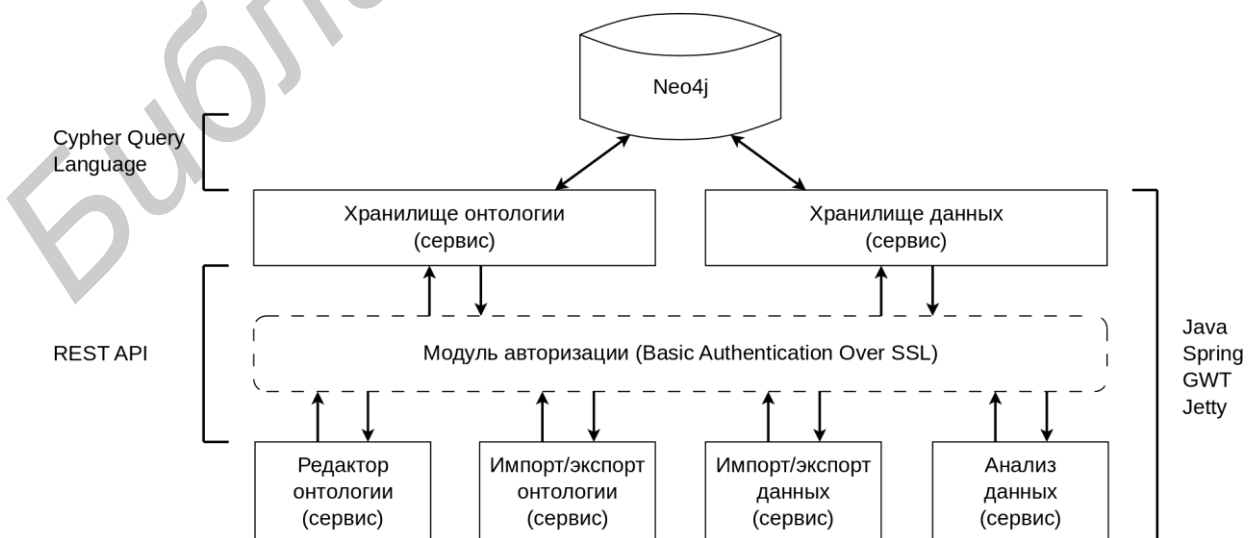 Neo4j
Cypher Query
Language
Хранилище онтологии
(сервис)
Хранилище данных
(сервис)
REST API
Модуль авторизации (Basic Authentication Over SSL)
Java
Spring
GWT
Jetty
Редактор
онтологии
(сервис)
Импорт/экспорт
онтологии
(сервис)
Импорт/экспорт
данных
(сервис)
Анализ
данных
(сервис)